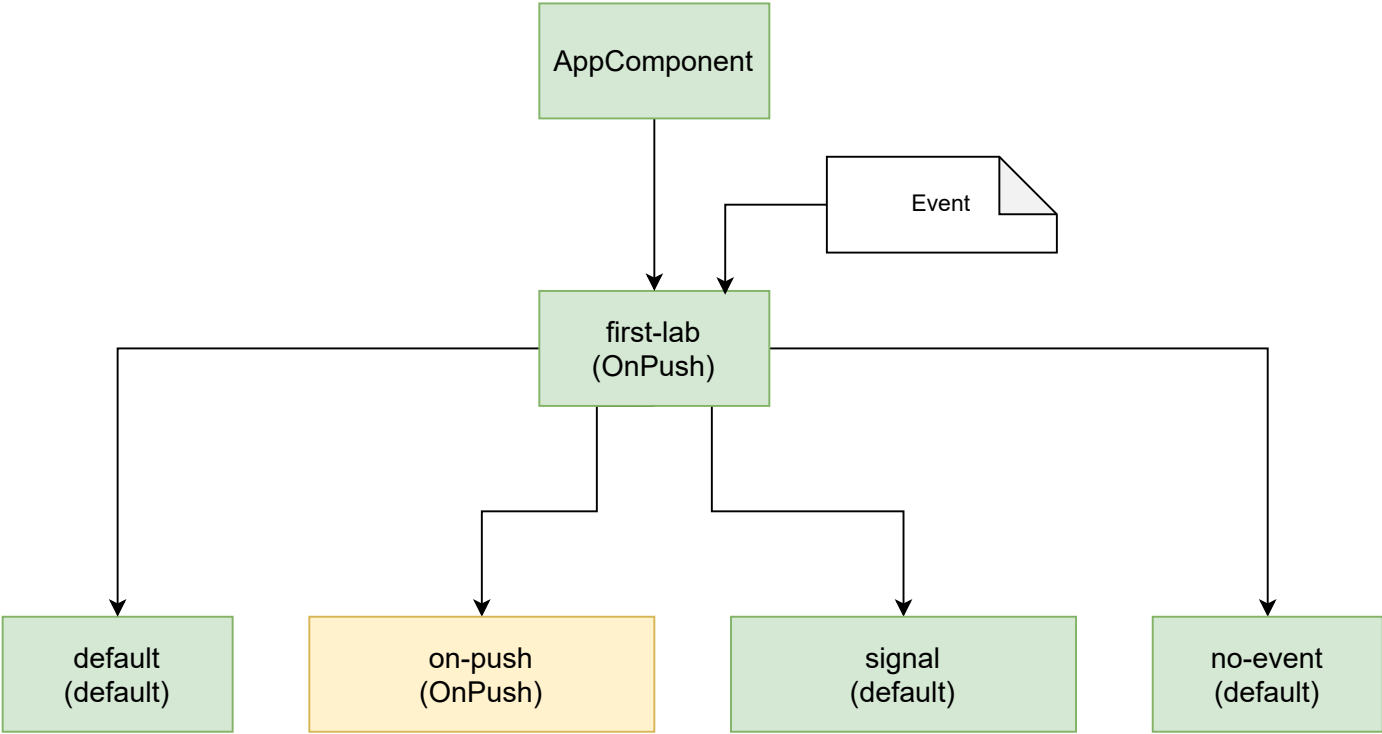 AppComponent
Event
first-lab
(OnPush)
default
(default)
on-push
(OnPush)
signal
(default)
no-event
(default)